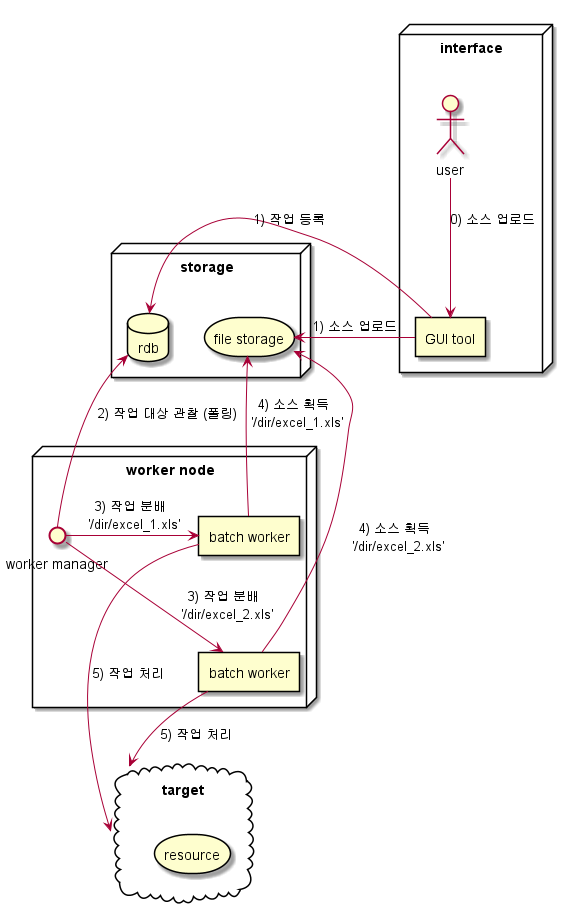 interface
user
0) 소스 업로드
1) 작업 등록
storage
rdb
file storage
1) 소스 업로드
GUI tool
2) 작업 대상 관찰 (폴링)
4) 소스 획득
'/dir/excel_1.xls'
worker node
3) 작업 분배
'/dir/excel_1.xls'
worker manager
batch worker
4) 소스 획득
'/dir/excel_2.xls'
3) 작업 분배
'/dir/excel_2.xls'
5) 작업 처리
batch worker
5) 작업 처리
target
resource